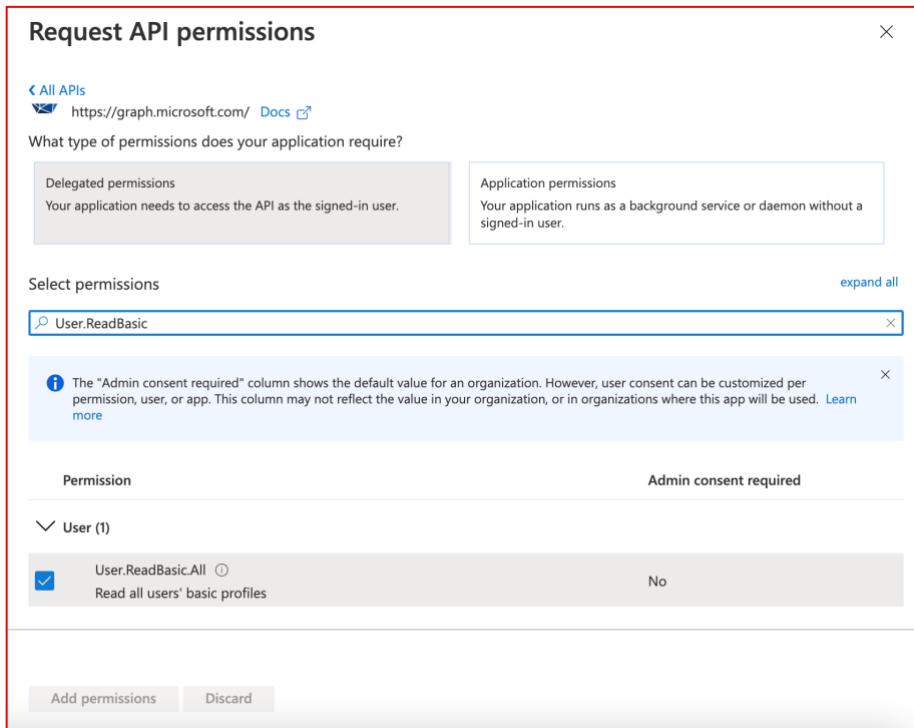 Request API permissions
All APIs
https://graph.microsoft.com/ Docs
What type of permissions does your application require?
Delegated permissions
Your application needs to access the API as the signed-in user.
Application permissions
Your application runs as a background service or daemon without a
signed-in user.
Select permissions
expand all
User.ReadBasic
The "Admin consent required" column shows the default value for an organization. However, user consent can be customized per
permission, user, or app. This column may not reflect the value in your organization, or in organizations where this app will be used. Learn
more
Permission
Admin consent required
User (1)
User.ReadBasic.All
Read all users' basic profiles
No
Add permissions
Discard